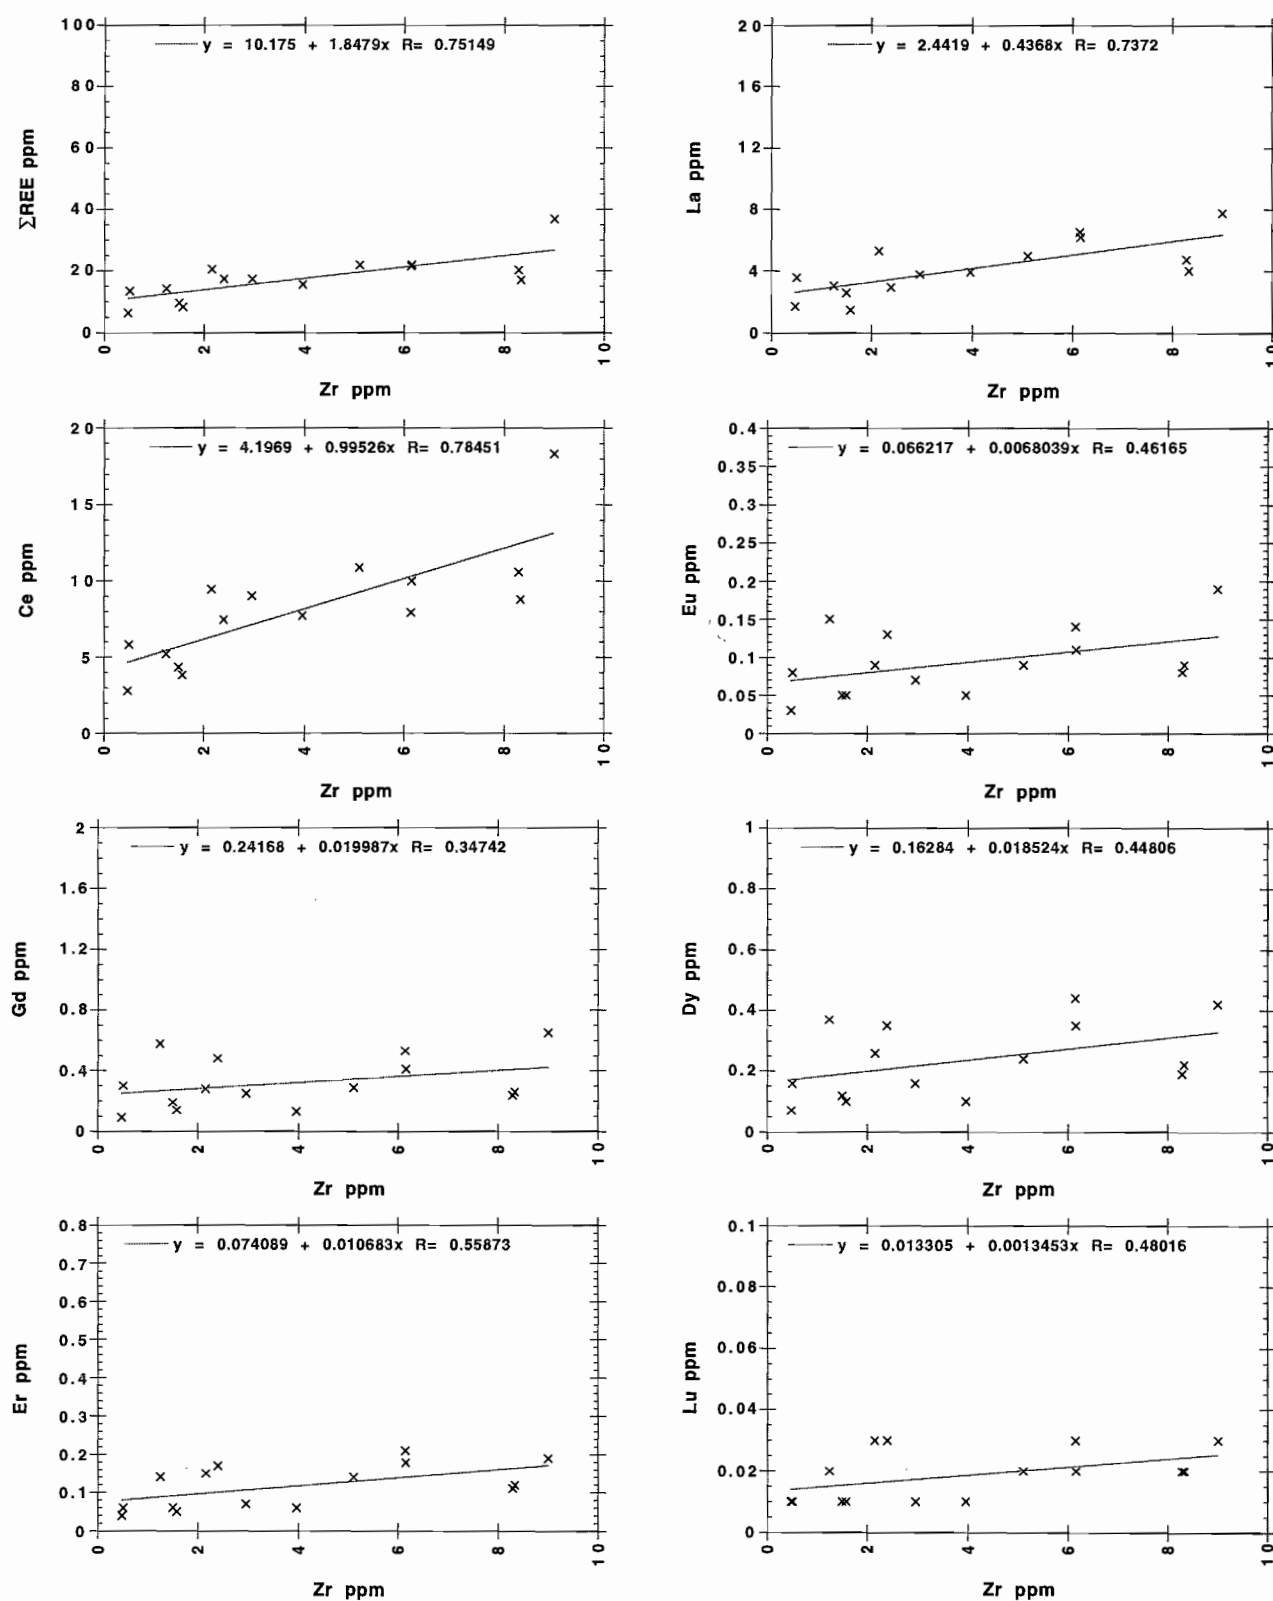 100
80
60
40
20
0
ΣREE ppm
y = 10.175 + 1.8479x R= 0.75149
0 2 4 6 8 10
Zr ppm
20
16
12
8
4
0
La ppm
y = 2.4419 + 0.4368x R= 0.7372
0 2 4 6 8 10
Zr ppm
20
15
10
5
0
Ce ppm
y = 4.1969 + 0.99526x R= 0.78451
0 2 4 6 8 10
Zr ppm
0.4
0.35
0.3
0.25
0.2
0.15
0.1
0.05
0
Eu ppm
y = 0.066217 + 0.0068039x R= 0.46165
0 2 4 6 8 10
Zr ppm
2
1.6
1.2
0.8
0.4
0
Gd ppm
y = 0.24168 + 0.019987x R= 0.34742
0 2 4 6 8 10
Zr ppm
1
0.8
0.6
0.4
0.2
0
Dy ppm
y = 0.16284 + 0.018524x R= 0.44806
0 2 4 6 8 10
Zr ppm
0.8
0.7
0.6
0.5
0.4
0.3
0.2
0.1
0
Er ppm
y = 0.074089 + 0.010683x R= 0.55873
0 2 4 6 8 10
Zr ppm
0.1
0.08
0.06
0.04
0.02
0
Lu ppm
y = 0.013305 + 0.0013453x R= 0.48016
0 2 4 6 8 10
Zr ppm